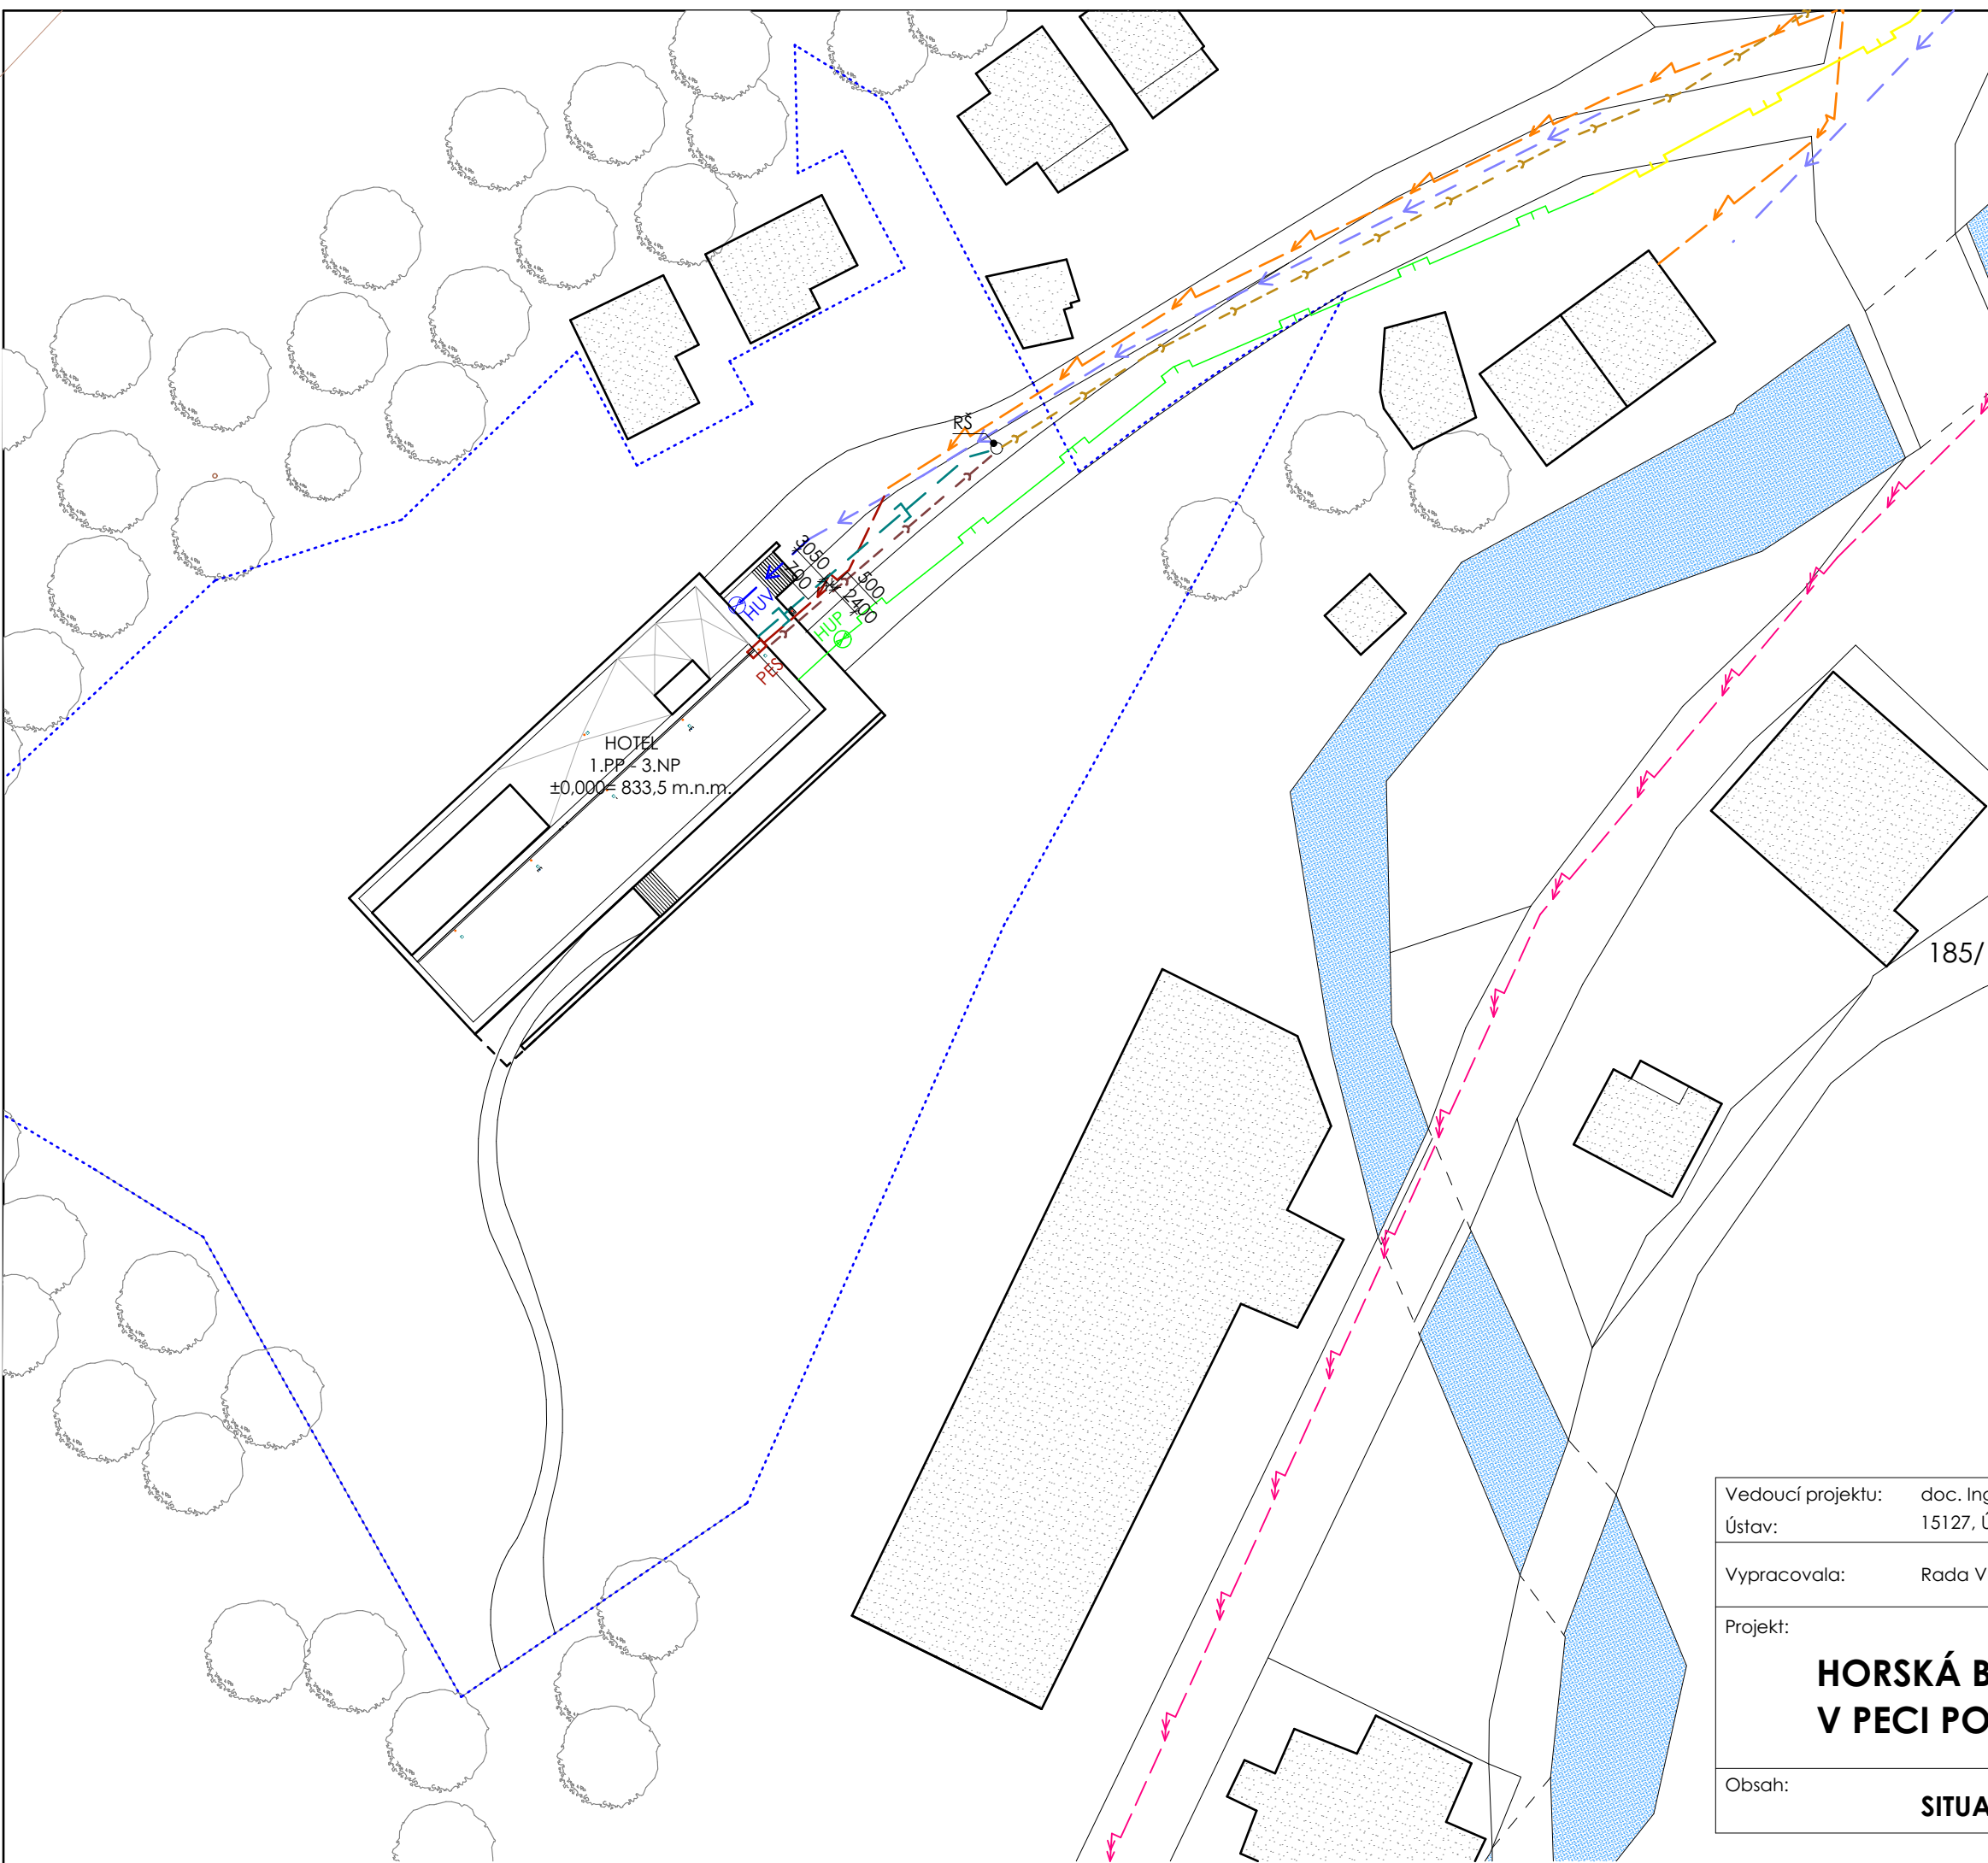 RŠ
3050
700
500
2400
HUV
HUP
PES
HOTEL
1.PP - 3.NP
±0,000= 833,5 m.n.m.
185/
Vedoucí projektu: doc. Ing
Ústav: 15127, Ú
Vypracovala: Rada V
Projekt:
HORSKÁ B
V PECI PO
Obsah:
SITUA